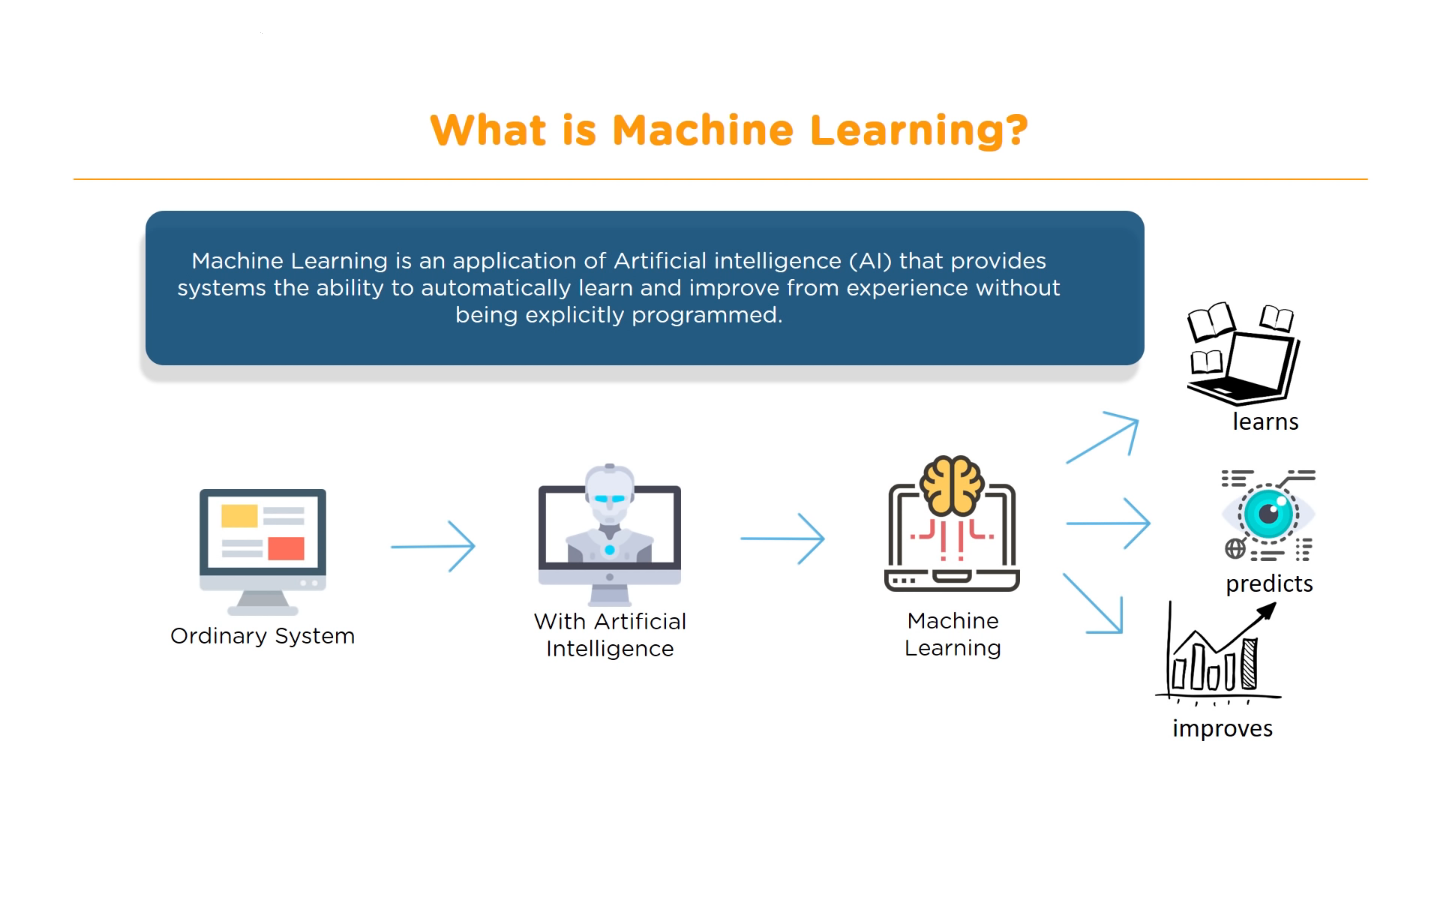 What is Machine Learning?
Machine Learning is an application of Artificial intelligence (AI) that provides
systems the ability to automatically learn and improve from experience without
being explicitly programmed.
learns
predicts
improves
Ordinary System
With Artificial
Intelligence
Machine
Learning